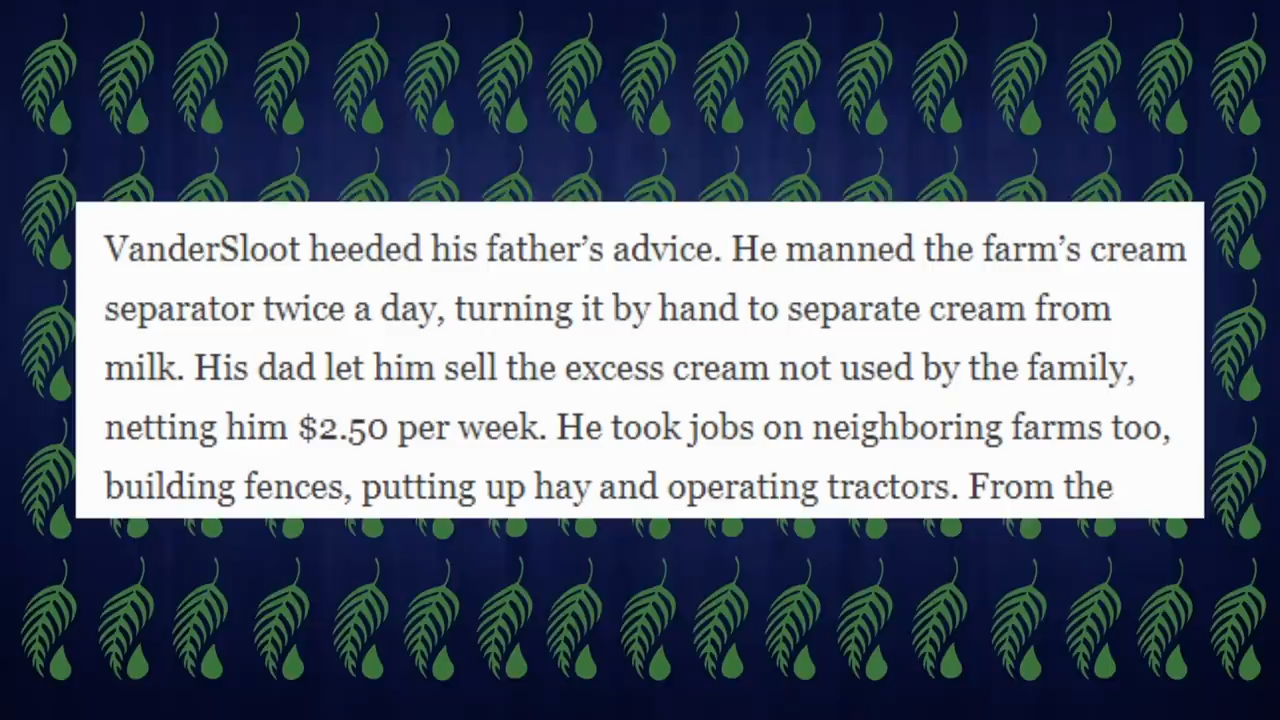 VanderSloot heeded his father’s advice. He manned the farm’s cream
separator twice a day, turning it by hand to separate cream from
milk. His dad let him sell the excess cream not used by the family,
netting him $2.50 per week. He took jobs on neighboring farms too,
building fences, putting up hay and operating tractors. From the